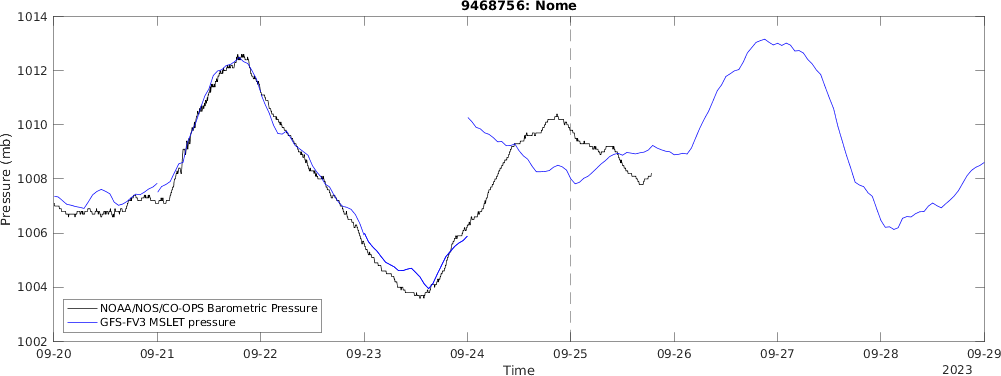 9468756: Nome
1014
1012
1010
1008
1006
1004
1002
Pressure (mb)
NOAA/NOS/CO-OPS Barometric Pressure
GFS-FV3 MSLET pressure
09-20 09-21 09-22 09-23 09-24 09-25 09-26 09-27 09-28 09-29
Time
2023